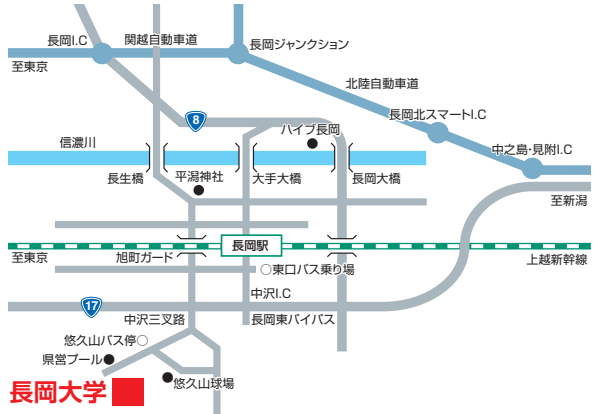 長岡I.C
関越自動車道
長岡ジャンクション
至東京
北陸自動車道
長岡北スマートI.C
8
ハイブ長岡
信濃川
中之島・見附I.C
長生橋
平潟神社
大手大橋
長岡大橋
至新潟
長岡駅
至東京
旭町ガード
上越新幹線
東口バス乗り場
中沢I.C
17
中沢三叉路
長岡東バイパス
悠久山バス停
県営プール
悠久山球場
長岡大学